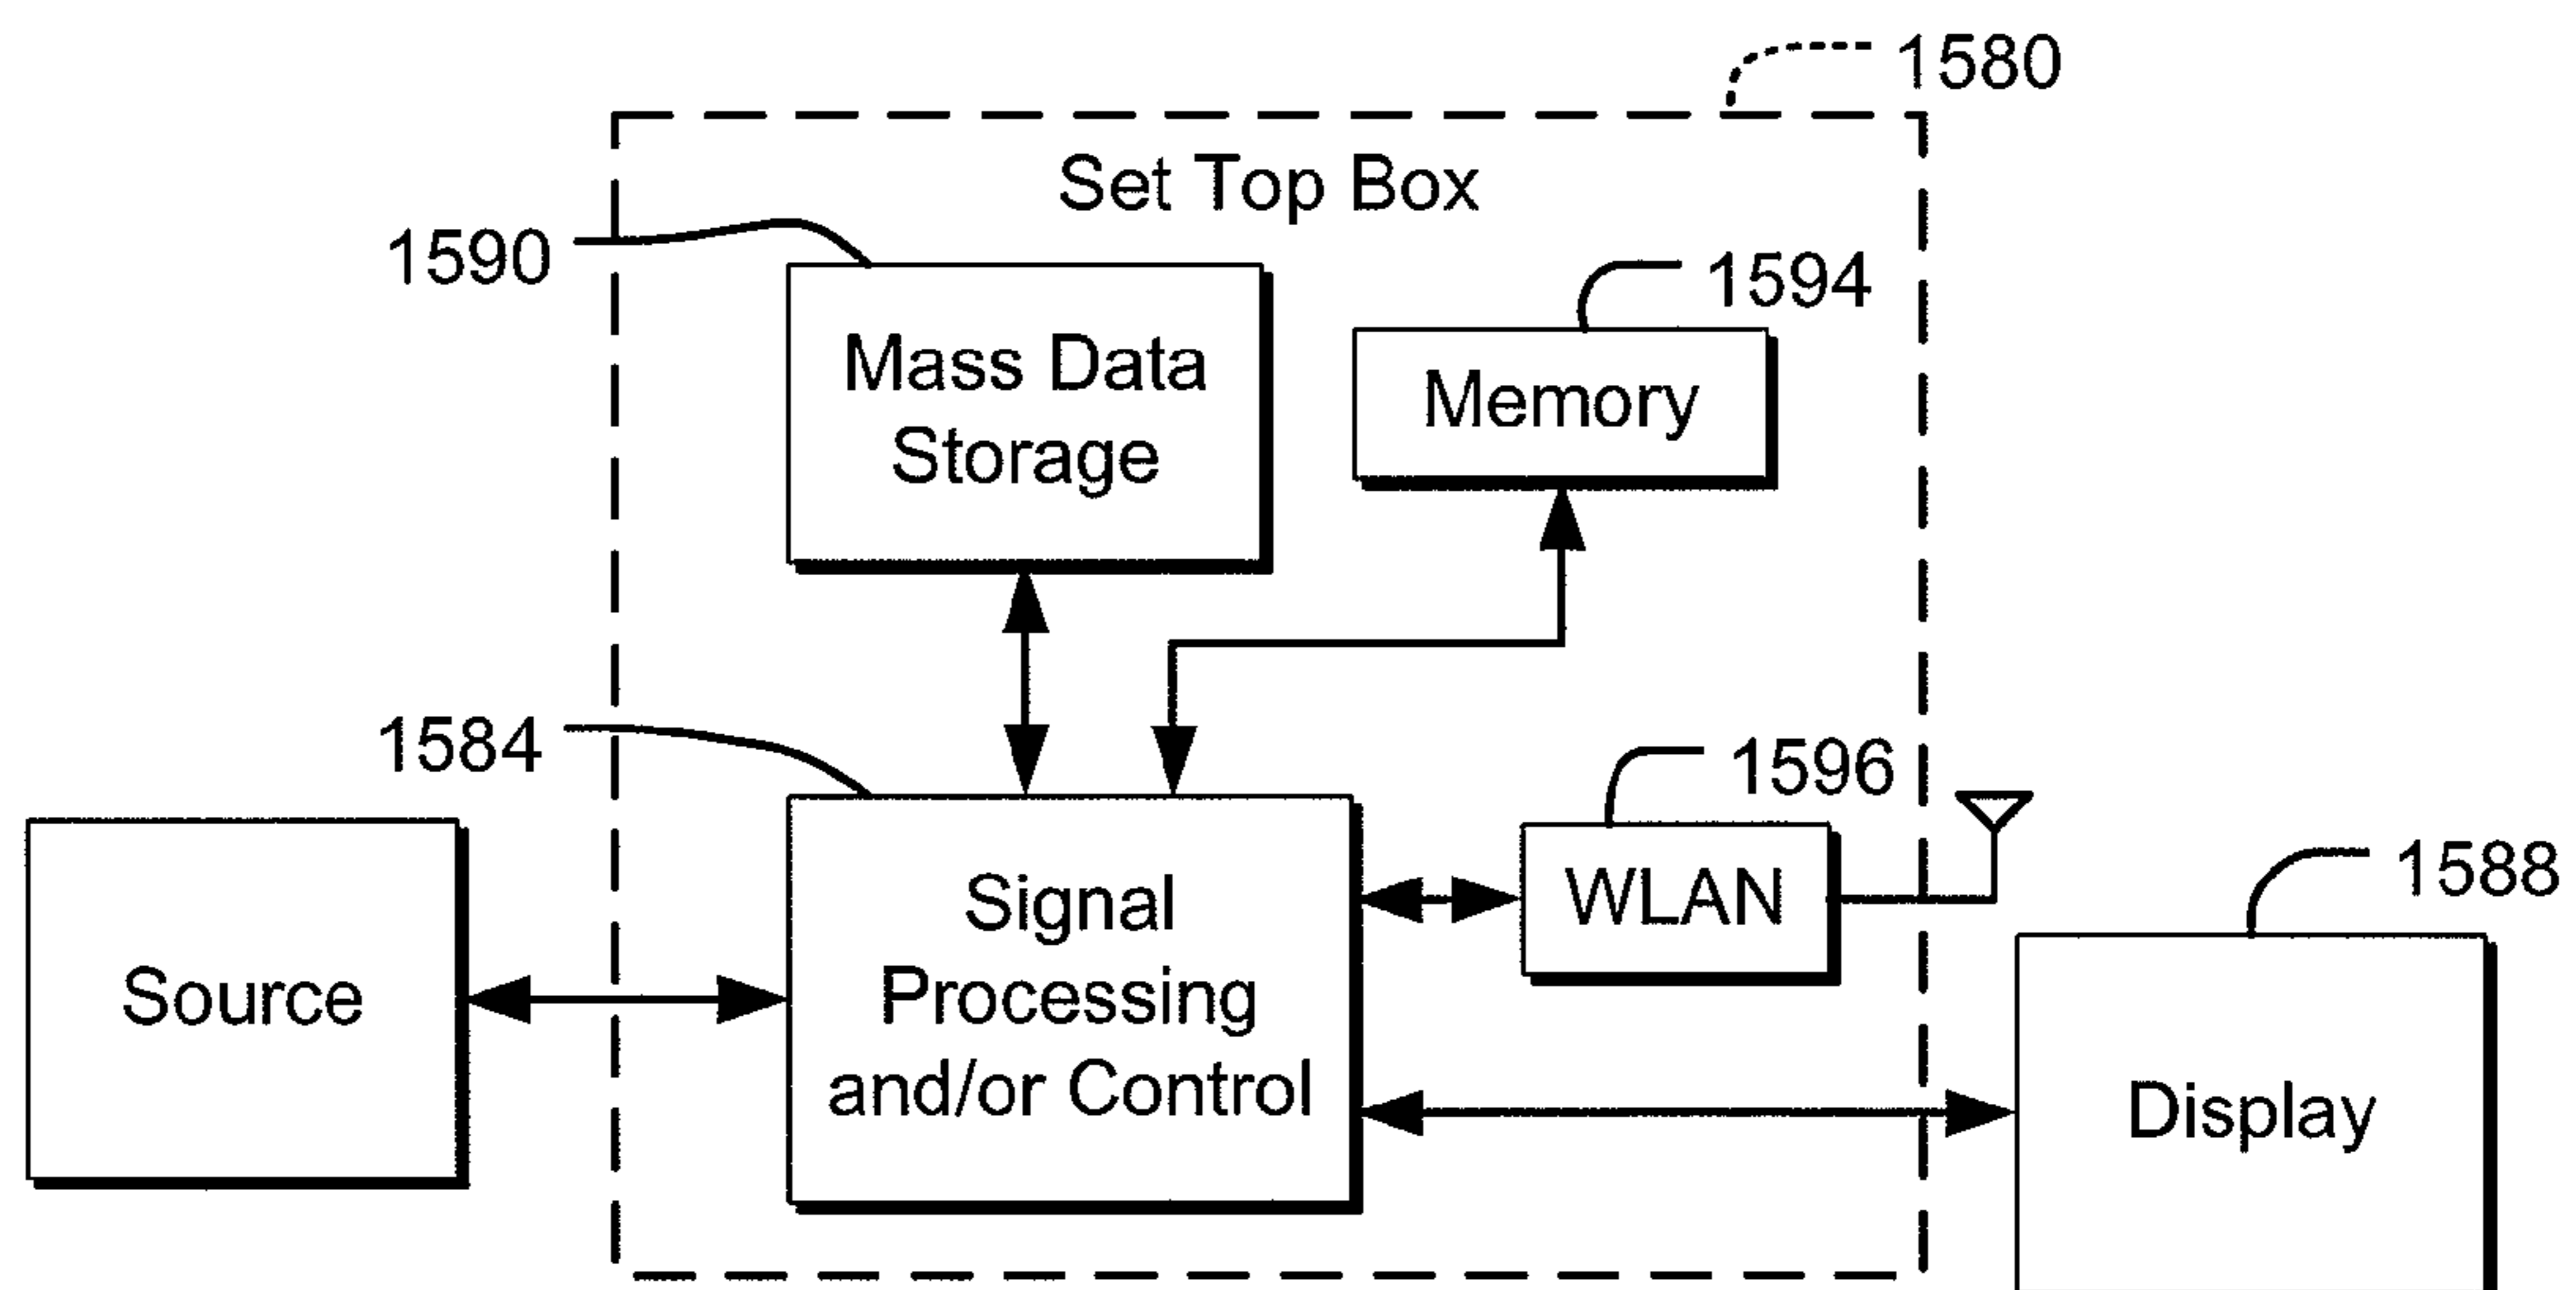 1580
Set Top Box
1590
1594
Mass Data
Storage
Memory
1584
1596
1588
Source
Signal
Processing
and/or Control
WLAN
Display